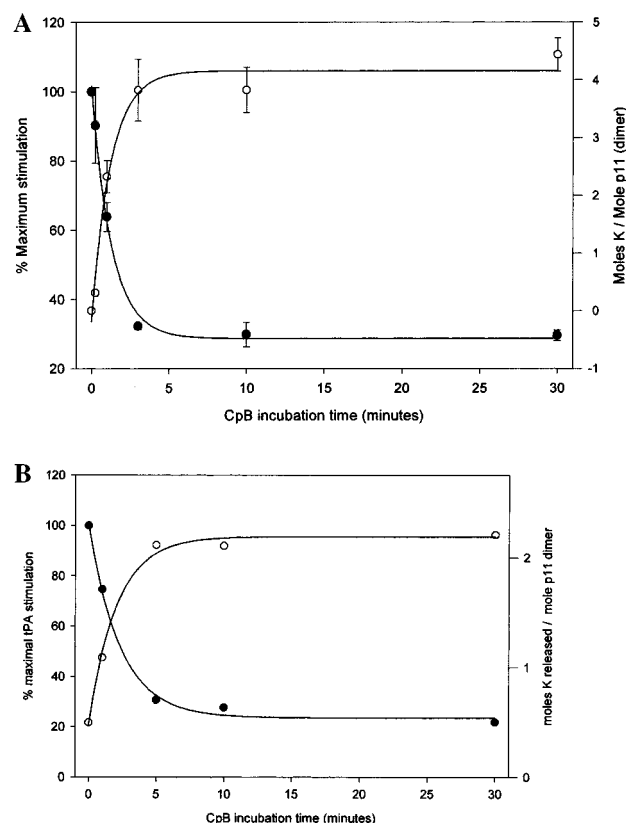 A
120
100
80
60
40
20
% Maximum stimulation
5
4
3
2
1
0
-1
Moles K / Mole p11 (dimer)
0 5 10 15 20 25 30
CpB incubation time (minutes)
B
120
100
80
60
40
20
0
% maximal tPA stimulation
2
1
0
moles K released / mole p11 dimer
0 5 10 15 20 25 30
CpB incubation time (minutes)